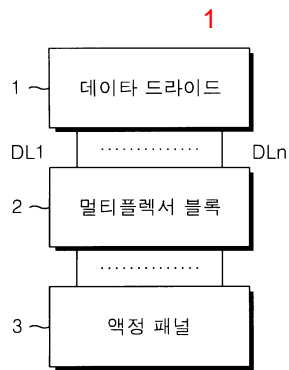 1
1 데이타 드라이드
DL1 ............. DLn
2 멀티플렉서 블록
.............
3 액정 패널